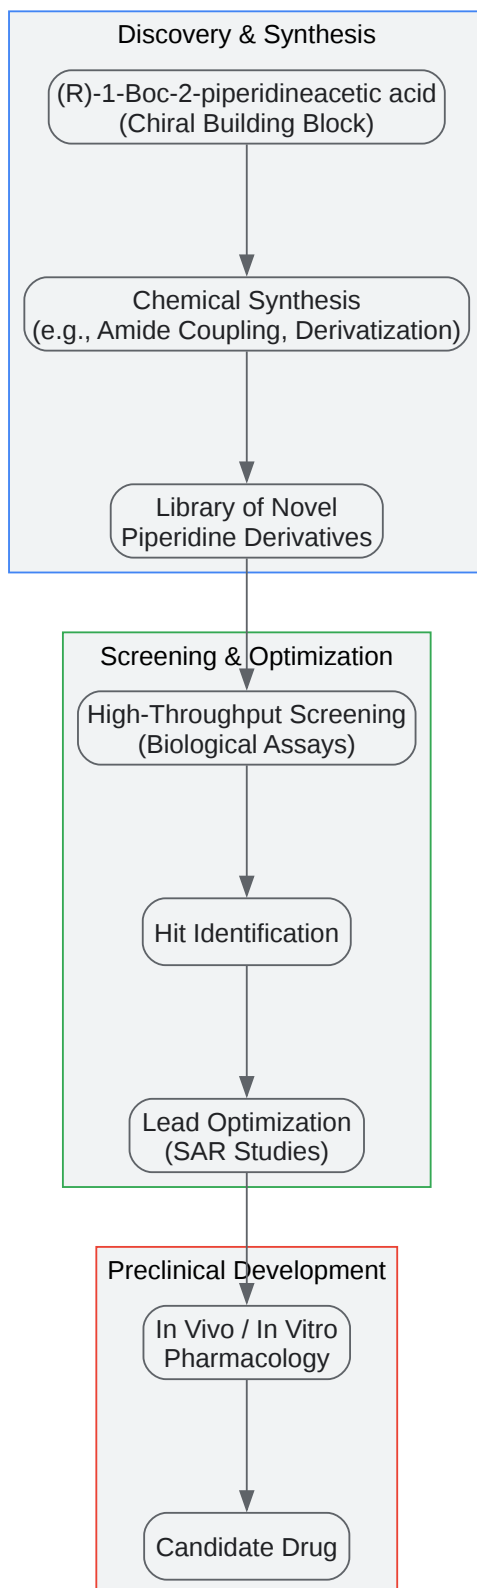 Discovery & Synthesis
(R)-1-Boc-2-piperidineacetic acid
(Chiral Building Block)
Chemical Synthesis
(e.g., Amide Coupling, Derivatization)
Library of Novel
Piperidine Derivatives
Screening & Optimization
High-Throughput Screening
(Biological Assays)
Hit Identification
Lead Optimization
(SAR Studies)
Preclinical Development
In Vivo / In Vitro
Pharmacology
Candidate Drug